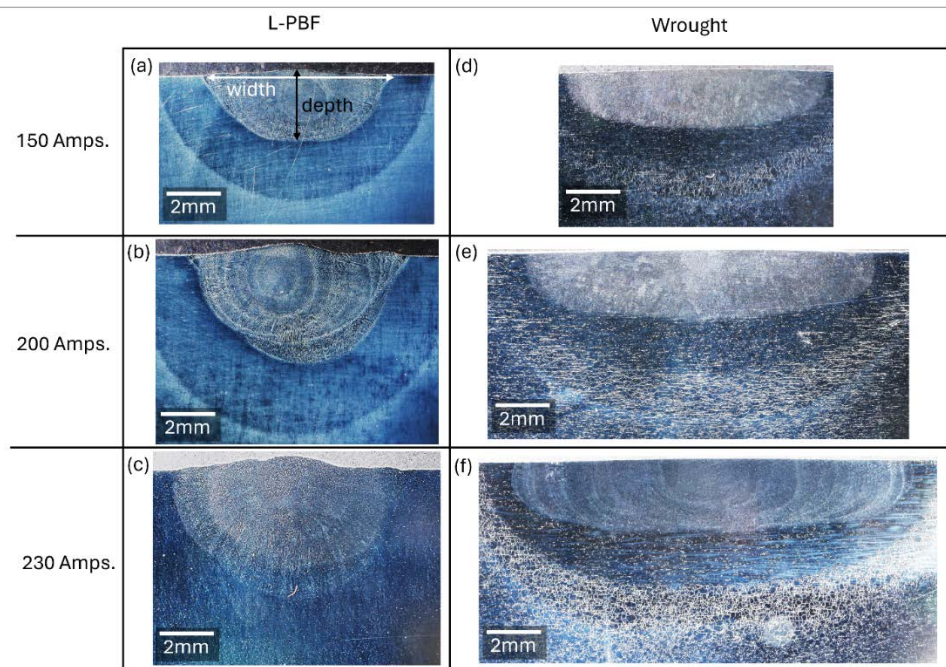 L-PBF
Wrought
150 Amps.
(a)
width
depth
2mm
(d)
2mm
200 Amps.
(b)
2mm
(e)
2mm
230 Amps.
(c)
2mm
(f)
2mm